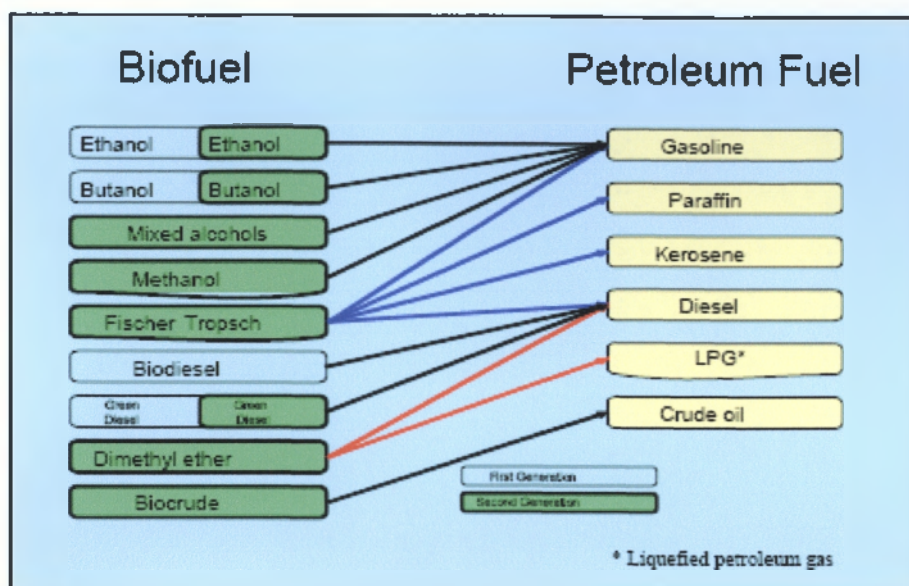 Biofuel
Petroleum Fuel
Ethanol Ethanol
Butanol Butanol
Mixed alcohols
Methanol
Fischer Tropsch
Biodiesel
Green Diesel Green Diesel
Dimethyl ether
Biocrude
Gasoline
Paraffin
Kerosene
Diesel
LPG*
Crude oil
First Generation
Second Generation
* Liquefied petroleum gas